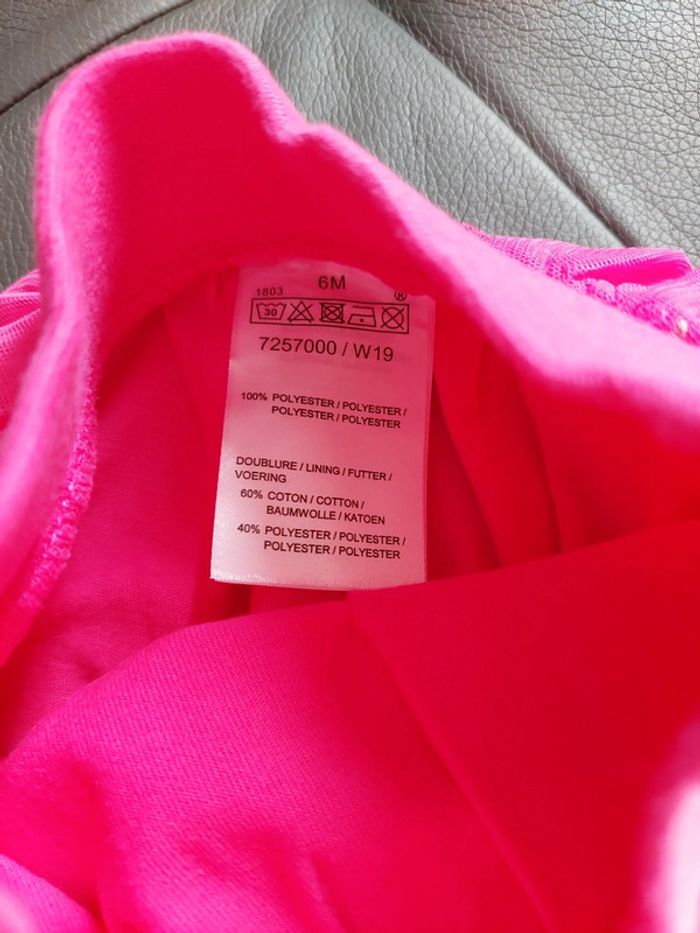 6M
1803
®
30
7257000 / W19
100% POLYESTER / POLYESTER /
POLYESTER / POLYESTER
DOUBLURE / LINING / FUTTER /
VOERING
60% COTON / COTTON /
BAUMWOLLE / KATOEN
40% POLYESTER / POLYESTER /
POLYESTER / POLYESTER